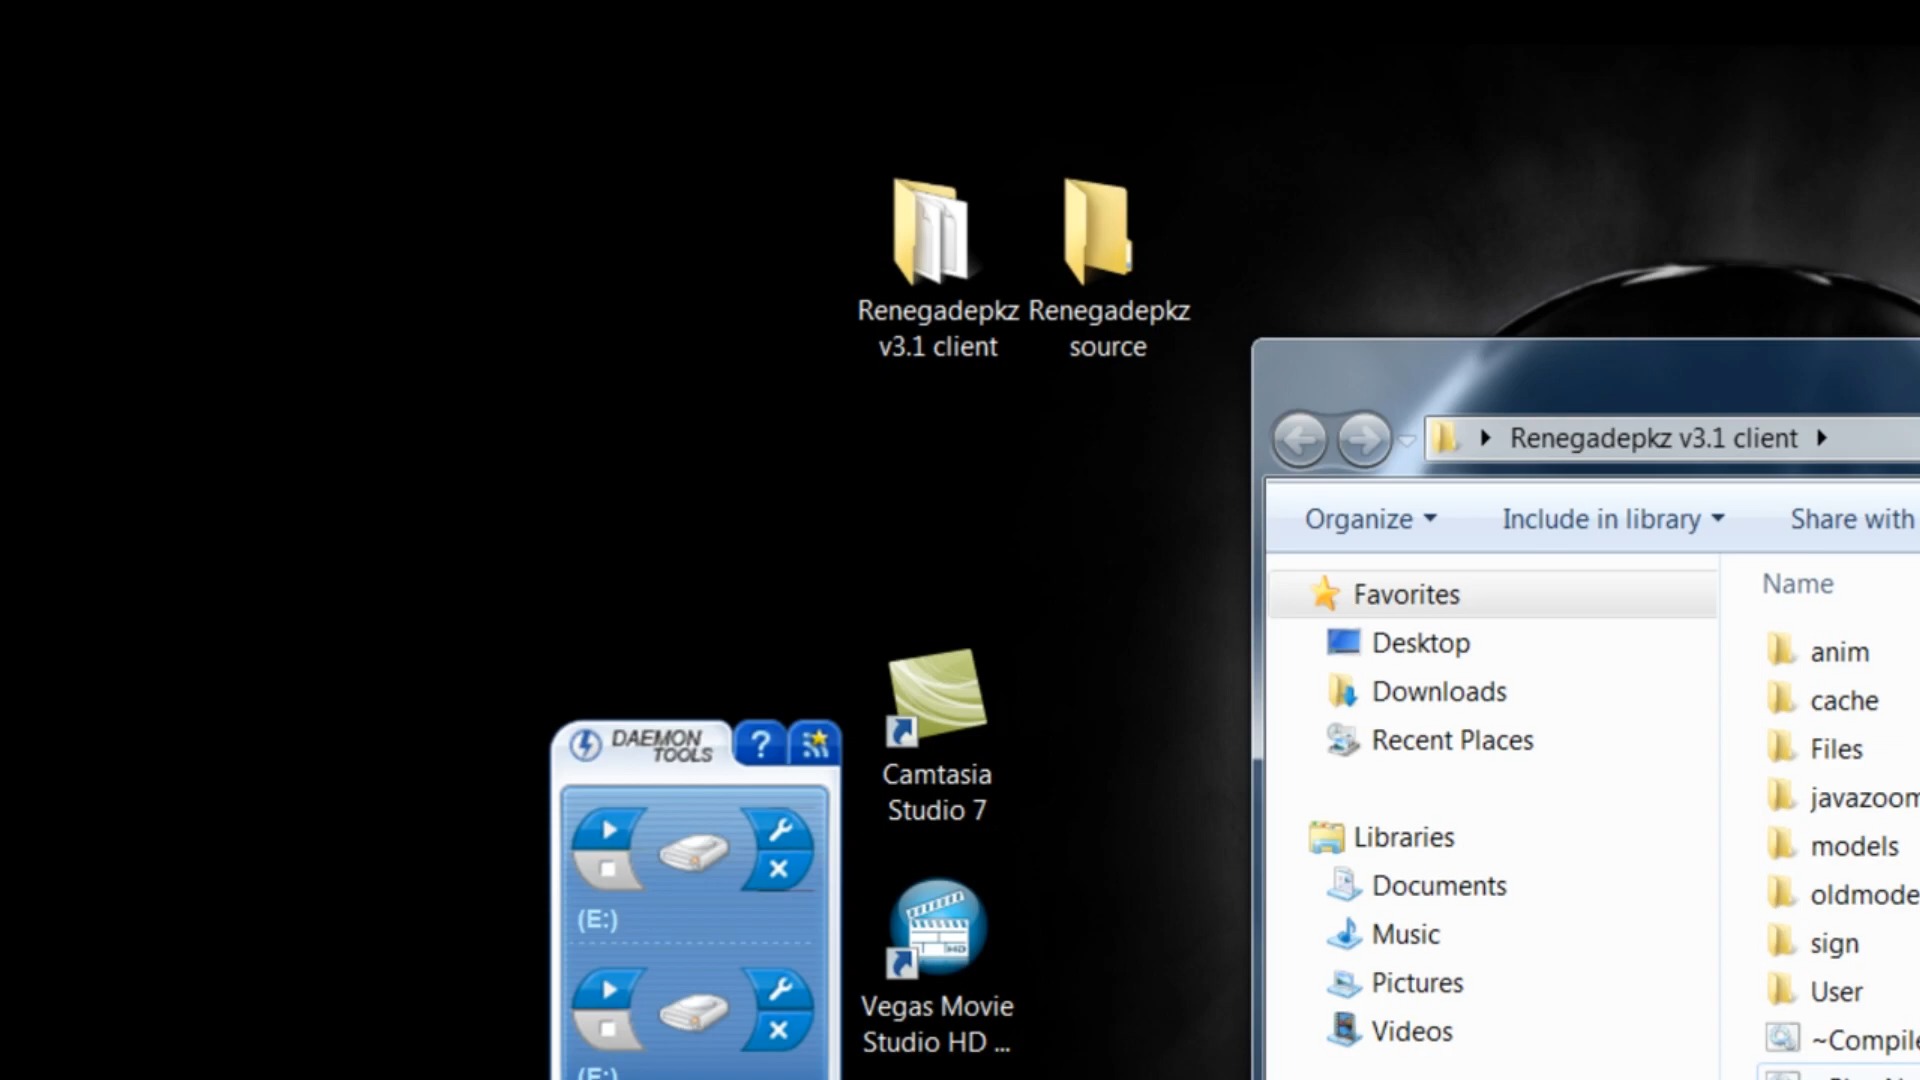 Renegadepkz
v3.1 client
Renegadepkz
source
Renegadepkz v3.1 client
Organize
Include in library
Share with
Favorites
Desktop
Downloads
Recent Places
Libraries
Documents
Music
Pictures
Videos
Name
anim
cache
Files
javazoom
models
oldmode
sign
User
~Compile
DAEMON
TOOLS
?
(E:)
Camtasia
Studio 7
HD
Vegas Movie
Studio HD ...